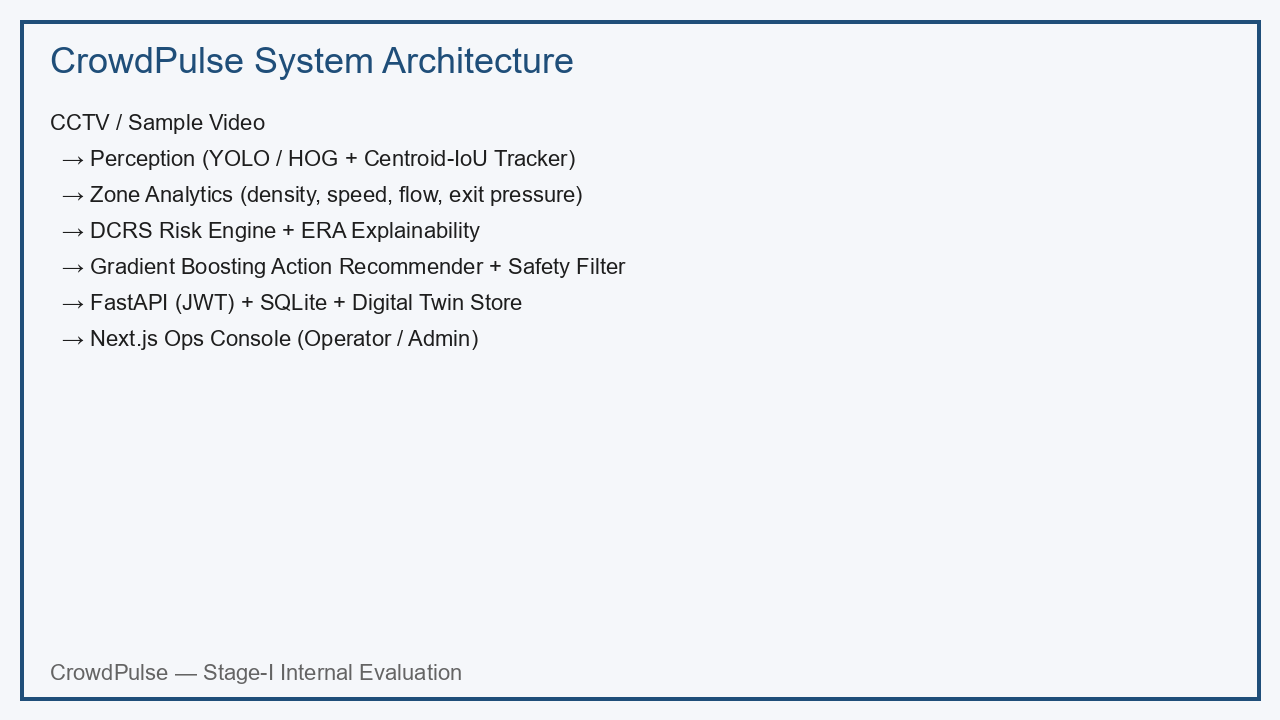 CrowdPulse System Architecture
CCTV / Sample Video
→ Perception (YOLO / HOG + Centroid-IoU Tracker)
→ Zone Analytics (density, speed, flow, exit pressure)
→ DCRS Risk Engine + ERA Explainability
→ Gradient Boosting Action Recommender + Safety Filter
→ FastAPI (JWT) + SQLite + Digital Twin Store
→ Next.js Ops Console (Operator / Admin)
CrowdPulse — Stage-I Internal Evaluation